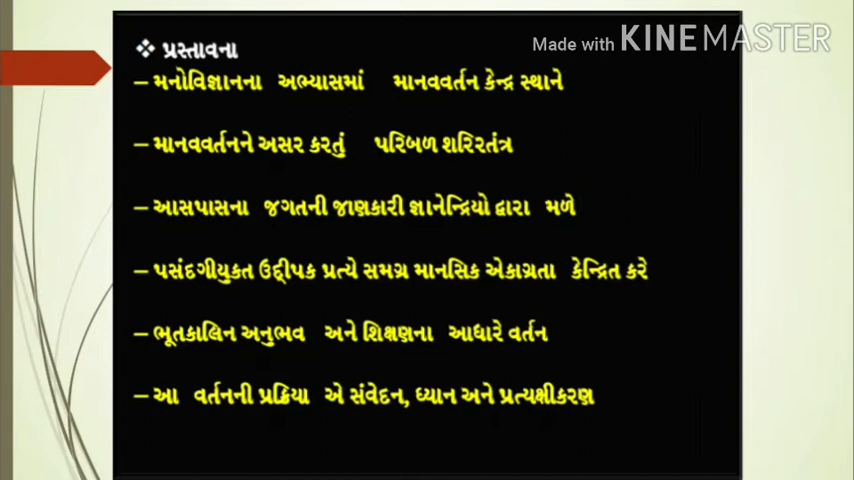 Made with KINEMASTER
❖ પ્રસ્તાવના
– મનોવિજ્ઞાનના અભ્યાસમાં માનવવર્તન કેન્દ્ર સ્થાને
– માનવવર્તનને અસર કરતું પરિબળ શરિરતંત્ર
– આસપાસના જગતની જાણકારી જ્ઞાનેન્દ્રિયો દ્વારા મળે
– પસંદગીયુક્ત ઉદ્દીપક પ્રત્યે સમગ્ર માનસિક એકાગ્રતા કેન્દ્રિત કરે
– ભૂતકાલિન અનુભવ અને શિક્ષણના આધારે વર્તન
– આ વર્તનની પ્રક્રિયા એ સંવેદન, ધ્યાન અને પ્રત્યક્ષીકરણ